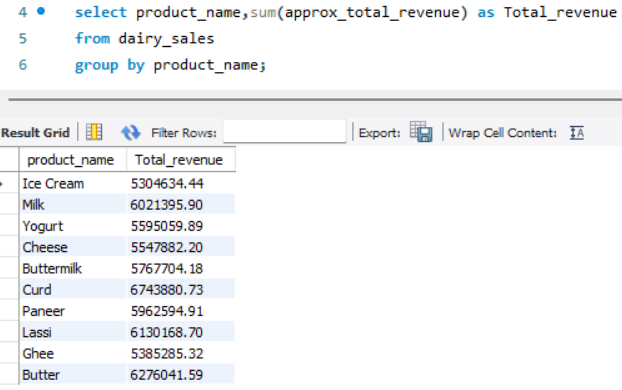 4 select product_name,sum(approx_total_revenue) as Total_revenue
5 from dairy_sales
6 group by product_name;
Result Grid Filter Rows: Export: Wrap Cell Content: IA
product_name Total_revenue
Ice Cream 5304634.44
Milk 6021395.90
Yogurt 5595059.89
Cheese 5547882.20
Buttermilk 5767704.18
Curd 6743880.73
Paneer 5962594.91
Lassi 6130168.70
Ghee 5385285.32
Butter 6276041.59